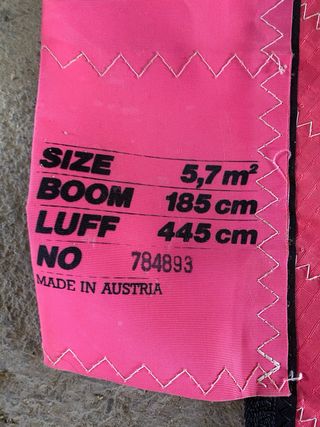 SIZE 5,7 m²
BOOM 185 cm
LUFF 445 cm
NO 784893
MADE IN AUSTRIA